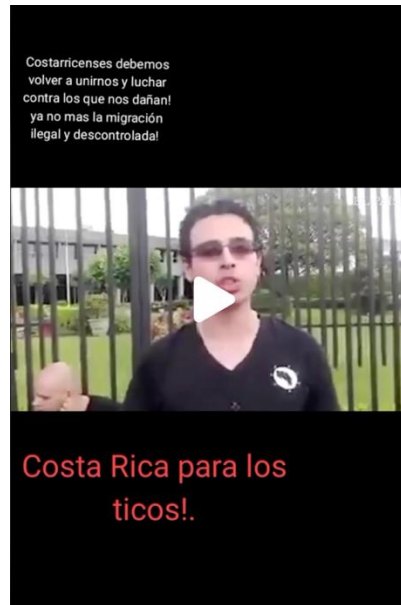 Costarricenses debemos
volver a unirnos y luchar
contra los que nos dañan!
ya no mas la migración
ilegal y descontrolada!
Costa Rica para los
ticos!.